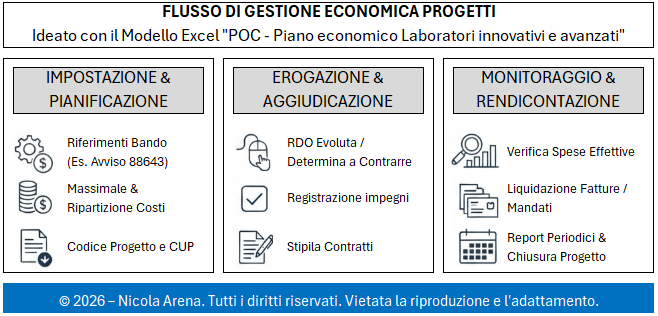 FLUSSO DI GESTIONE ECONOMICA PROGETTI
Ideato con il Modello Excel "POC - Piano economico Laboratori innovativi e avanzati"
IMPOSTAZIONE &
PIANIFICAZIONE
Riferimenti Bando
(Es. Avviso 88643)
Massimale &
Ripartizione Costi
Codice Progetto e CUP
EROGAZIONE &
AGGIUDICAZIONE
RDO Evoluta /
Determina a Contrarre
Registrazione impegni
Stipila Contratti
MONITORAGGIO &
RENDICONTAZIONE
Verifica Spese Effettive
Liquidazione Fatture /
Mandati
Report Periodici &
Chiusura Progetto
© 2026 – Nicola Arena. Tutti i diritti riservati. Vietata la riproduzione e l'adattamento.